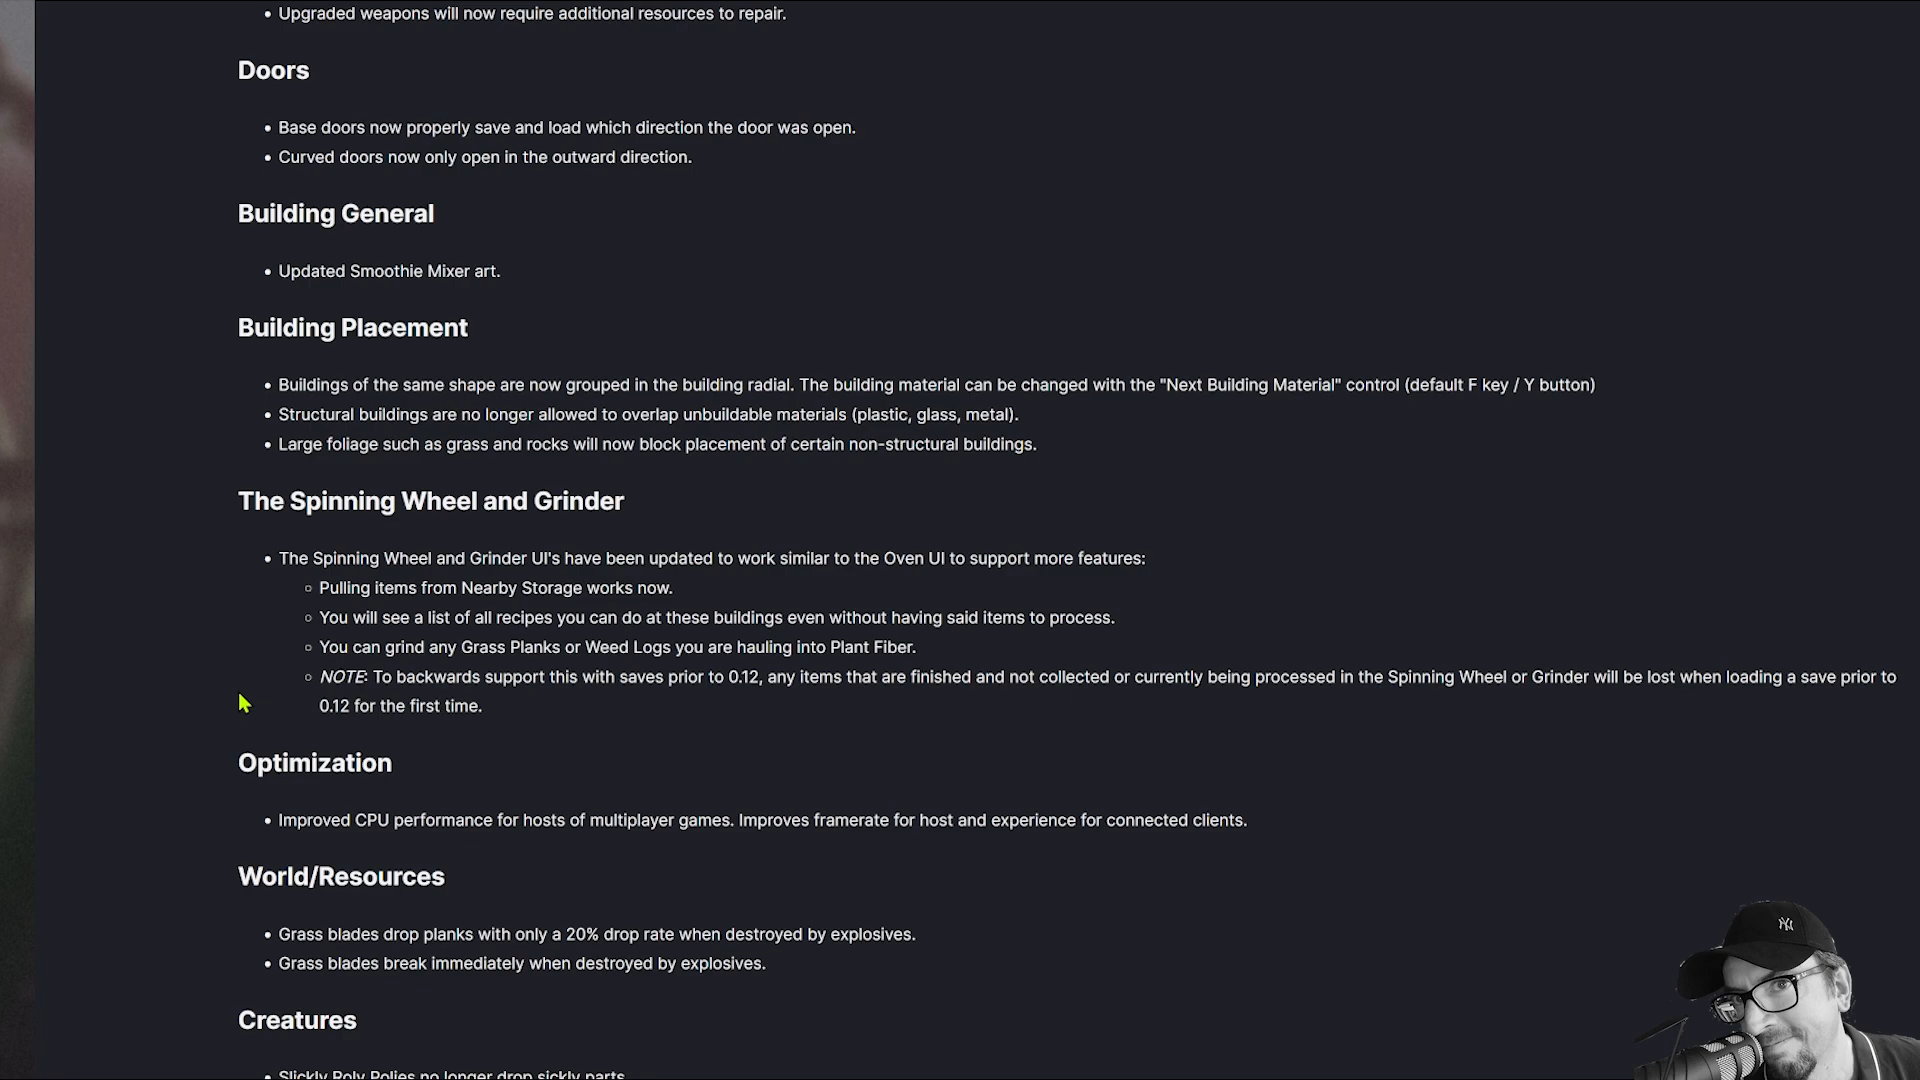 • Upgraded weapons will now require additional resources to repair.
Doors
• Base doors now properly save and load which direction the door was open.
• Curved doors now only open in the outward direction.
Building General
• Updated Smoothie Mixer art.
Building Placement
• Buildings of the same shape are now grouped in the building radial. The building material can be changed with the "Next Building Material" control (default F key / Y button)
• Structural buildings are no longer allowed to overlap unbuildable materials (plastic, glass, metal).
• Large foliage such as grass and rocks will now block placement of certain non-structural buildings.
The Spinning Wheel and Grinder
• The Spinning Wheel and Grinder UI's have been updated to work similar to the Oven UI to support more features:
◦ Pulling items from Nearby Storage works now.
◦ You will see a list of all recipes you can do at these buildings even without having said items to process.
◦ You can grind any Grass Planks or Weed Logs you are hauling into Plant Fiber.
◦ NOTE: To backwards support this with saves prior to 0.12, any items that are finished and not collected or currently being processed in the Spinning Wheel or Grinder will be lost when loading a save prior to
0.12 for the first time.
Optimization
• Improved CPU performance for hosts of multiplayer games. Improves framerate for host and experience for connected clients.
World/Resources
• Grass blades drop planks with only a 20% drop rate when destroyed by explosives.
• Grass blades break immediately when destroyed by explosives.
Creatures
• Slickly Roly Polies no longer drop sickly parts
NY